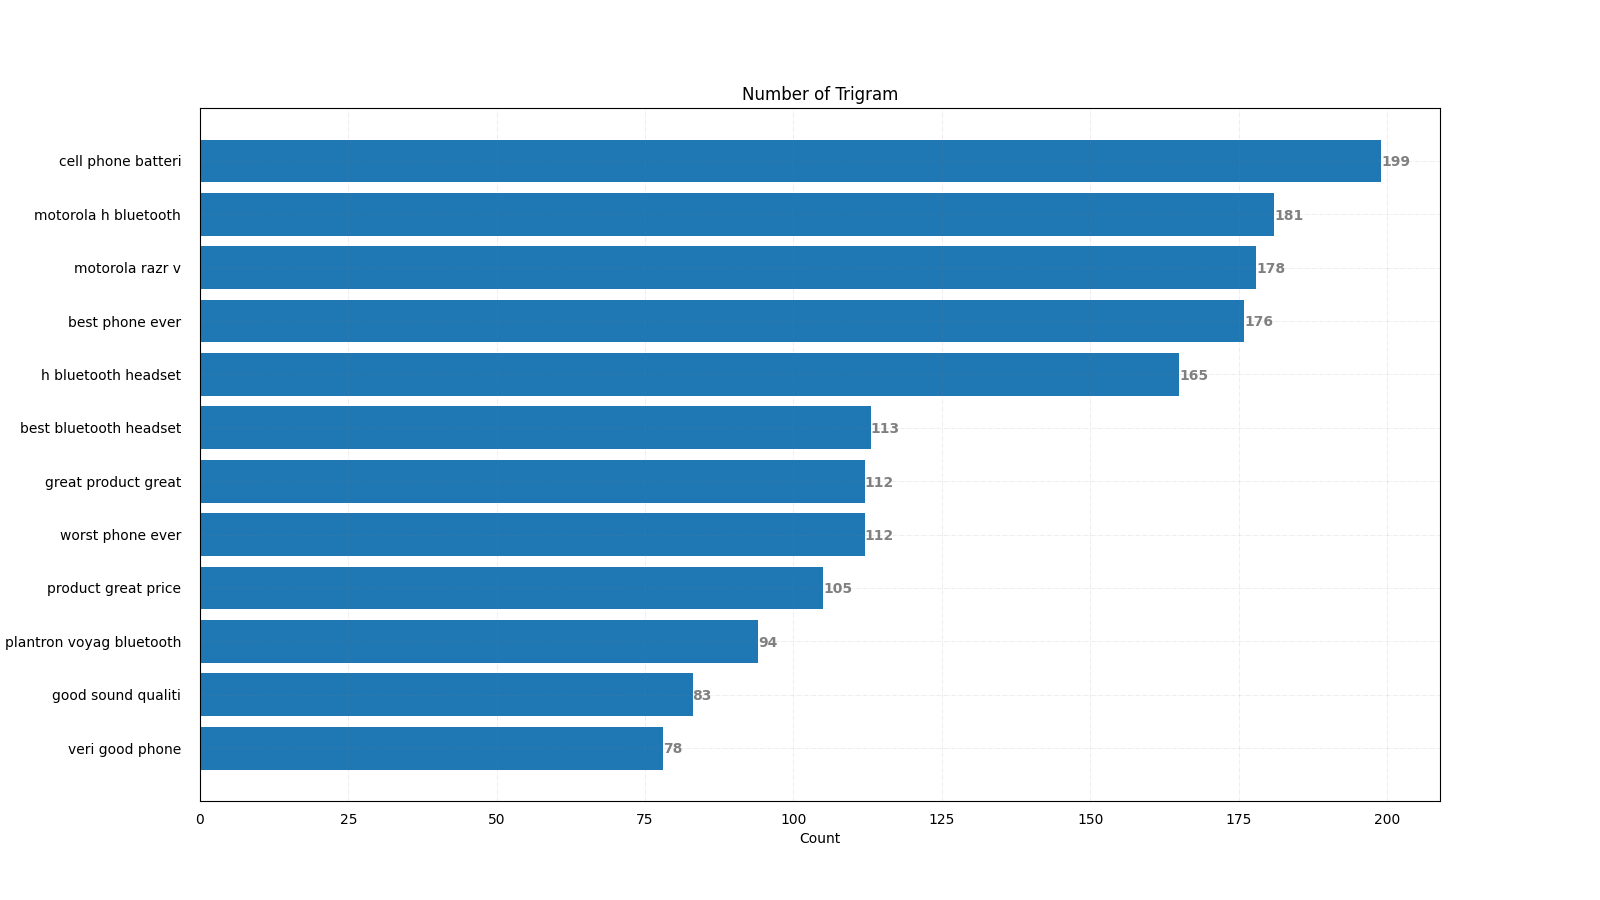 Number of Trigram
cell phone batteri 199
motorola h bluetooth 181
motorola razr v 178
best phone ever 176
h bluetooth headset 165
best bluetooth headset 113
great product great 112
worst phone ever 112
product great price 105
plantron voyag bluetooth 94
good sound qualiti 83
veri good phone 78
0 25 50 75 100 125 150 175 200
Count